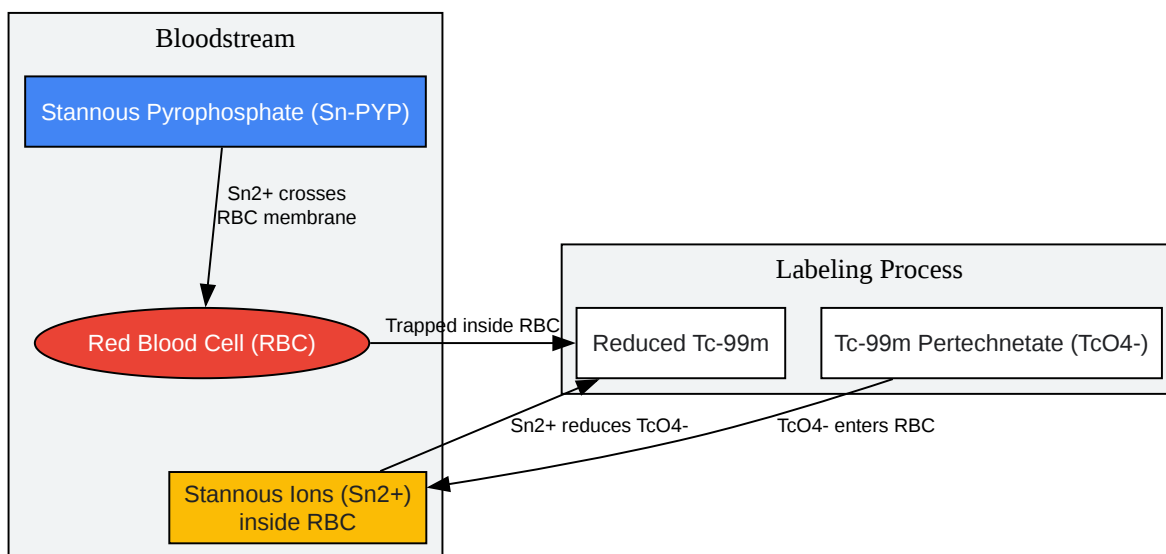 Bloodstream
Stannous Pyrophosphate (Sn-PYP)
Sn2+ crosses
RBC membrane
Labeling Process
Red Blood Cell (RBC)
Trapped inside RBC
Reduced Tc-99m
Tc-99m Pertechnetate (TcO4-)
Sn2+ reduces TcO4-
TcO4- enters RBC
Stannous Ions (Sn2+)
inside RBC